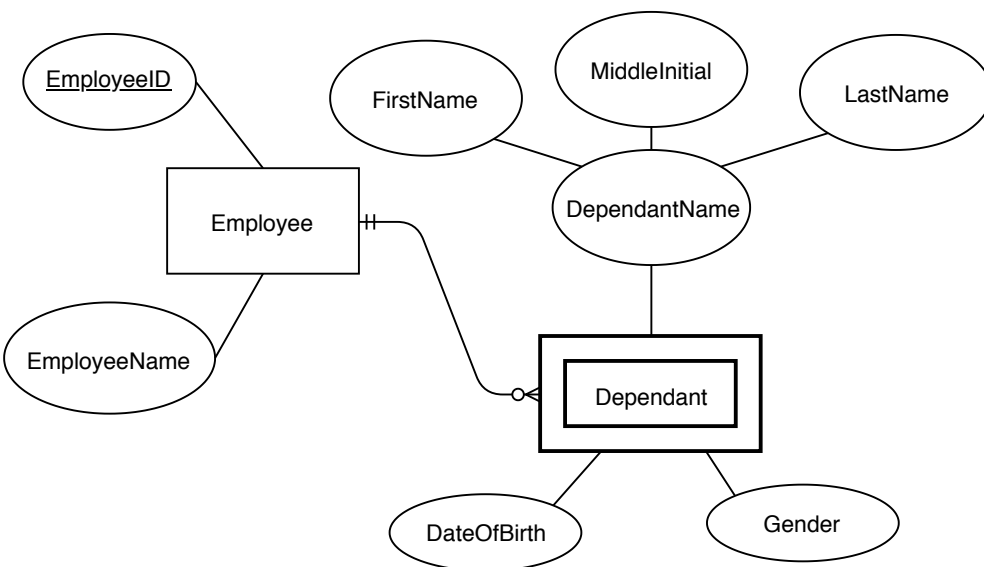 EmployeeID
FirstName
MiddleInitial
LastName
Employee
DependantName
EmployeeName
Dependant
DateOfBirth
Gender